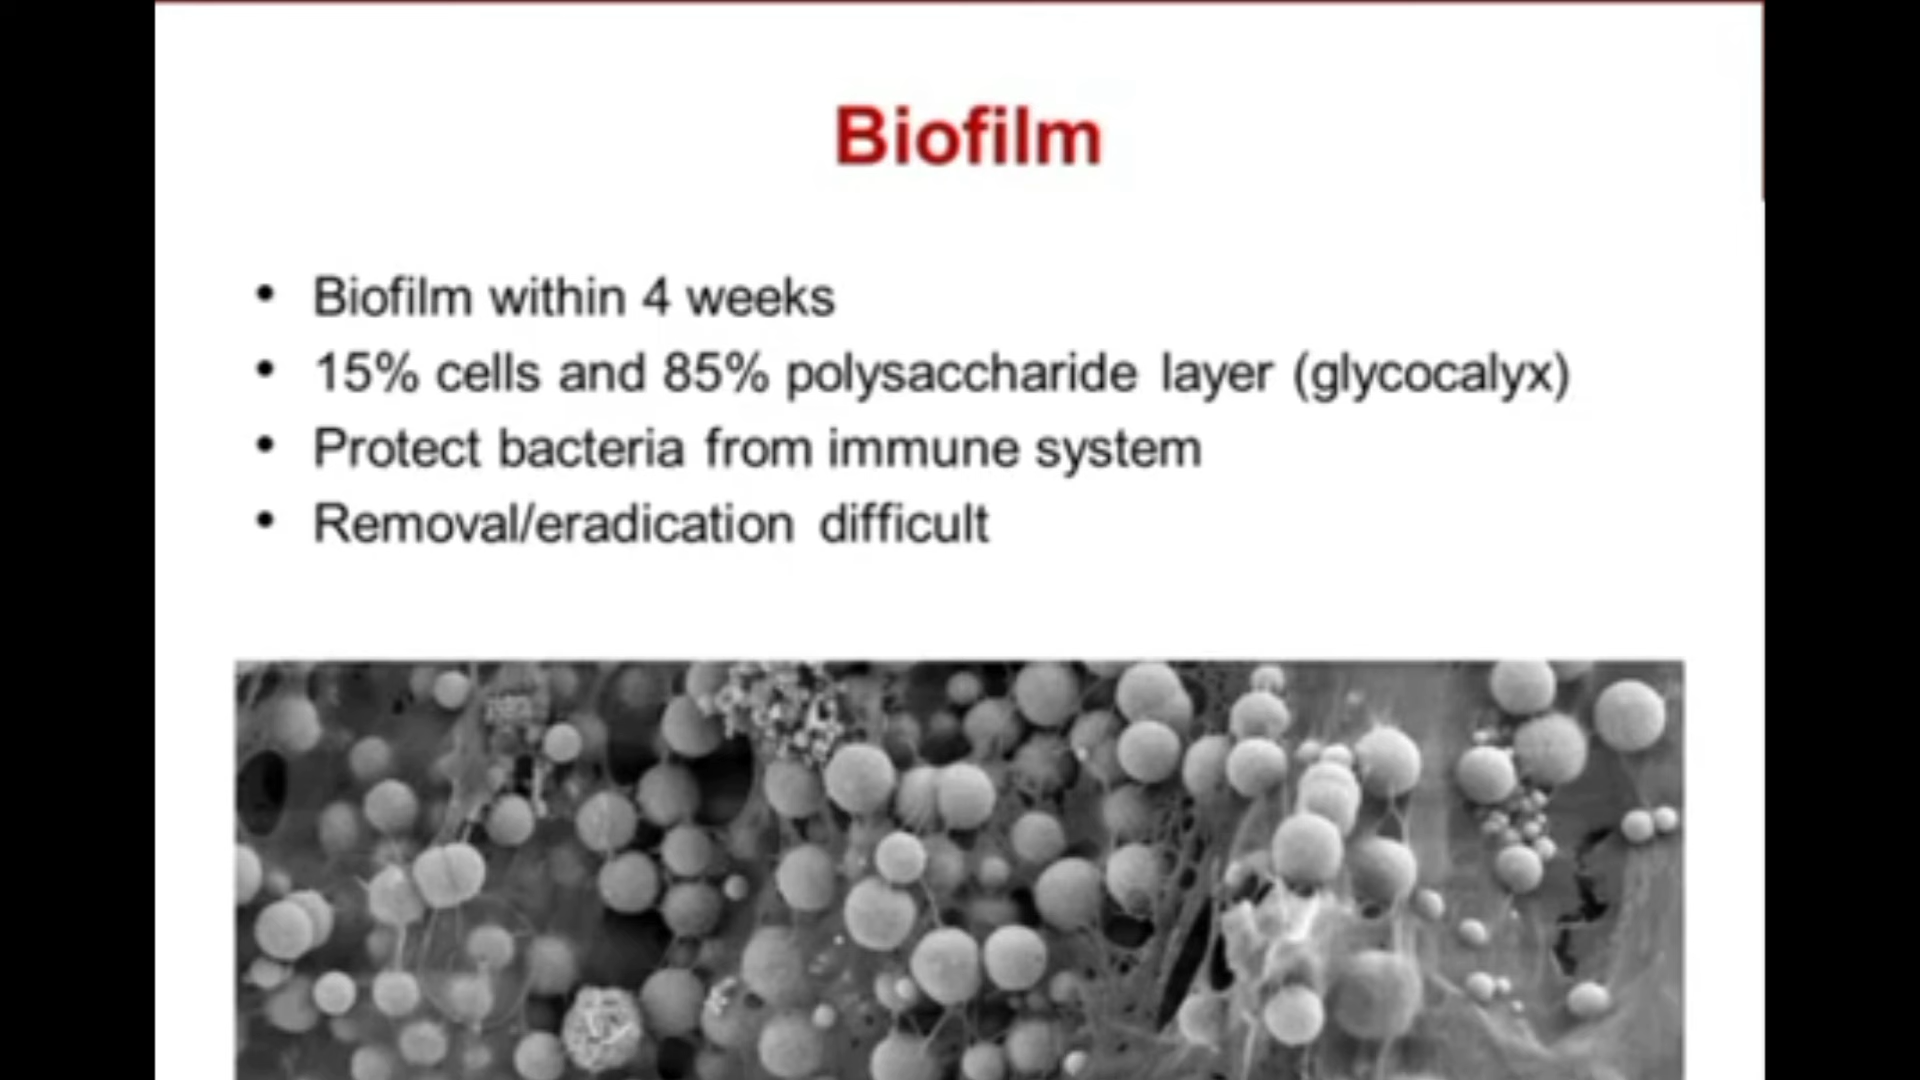 Biofilm
• Biofilm within 4 weeks
• 15% cells and 85% polysaccharide layer (glycocalyx)
• Protect bacteria from immune system
• Removal/eradication difficult